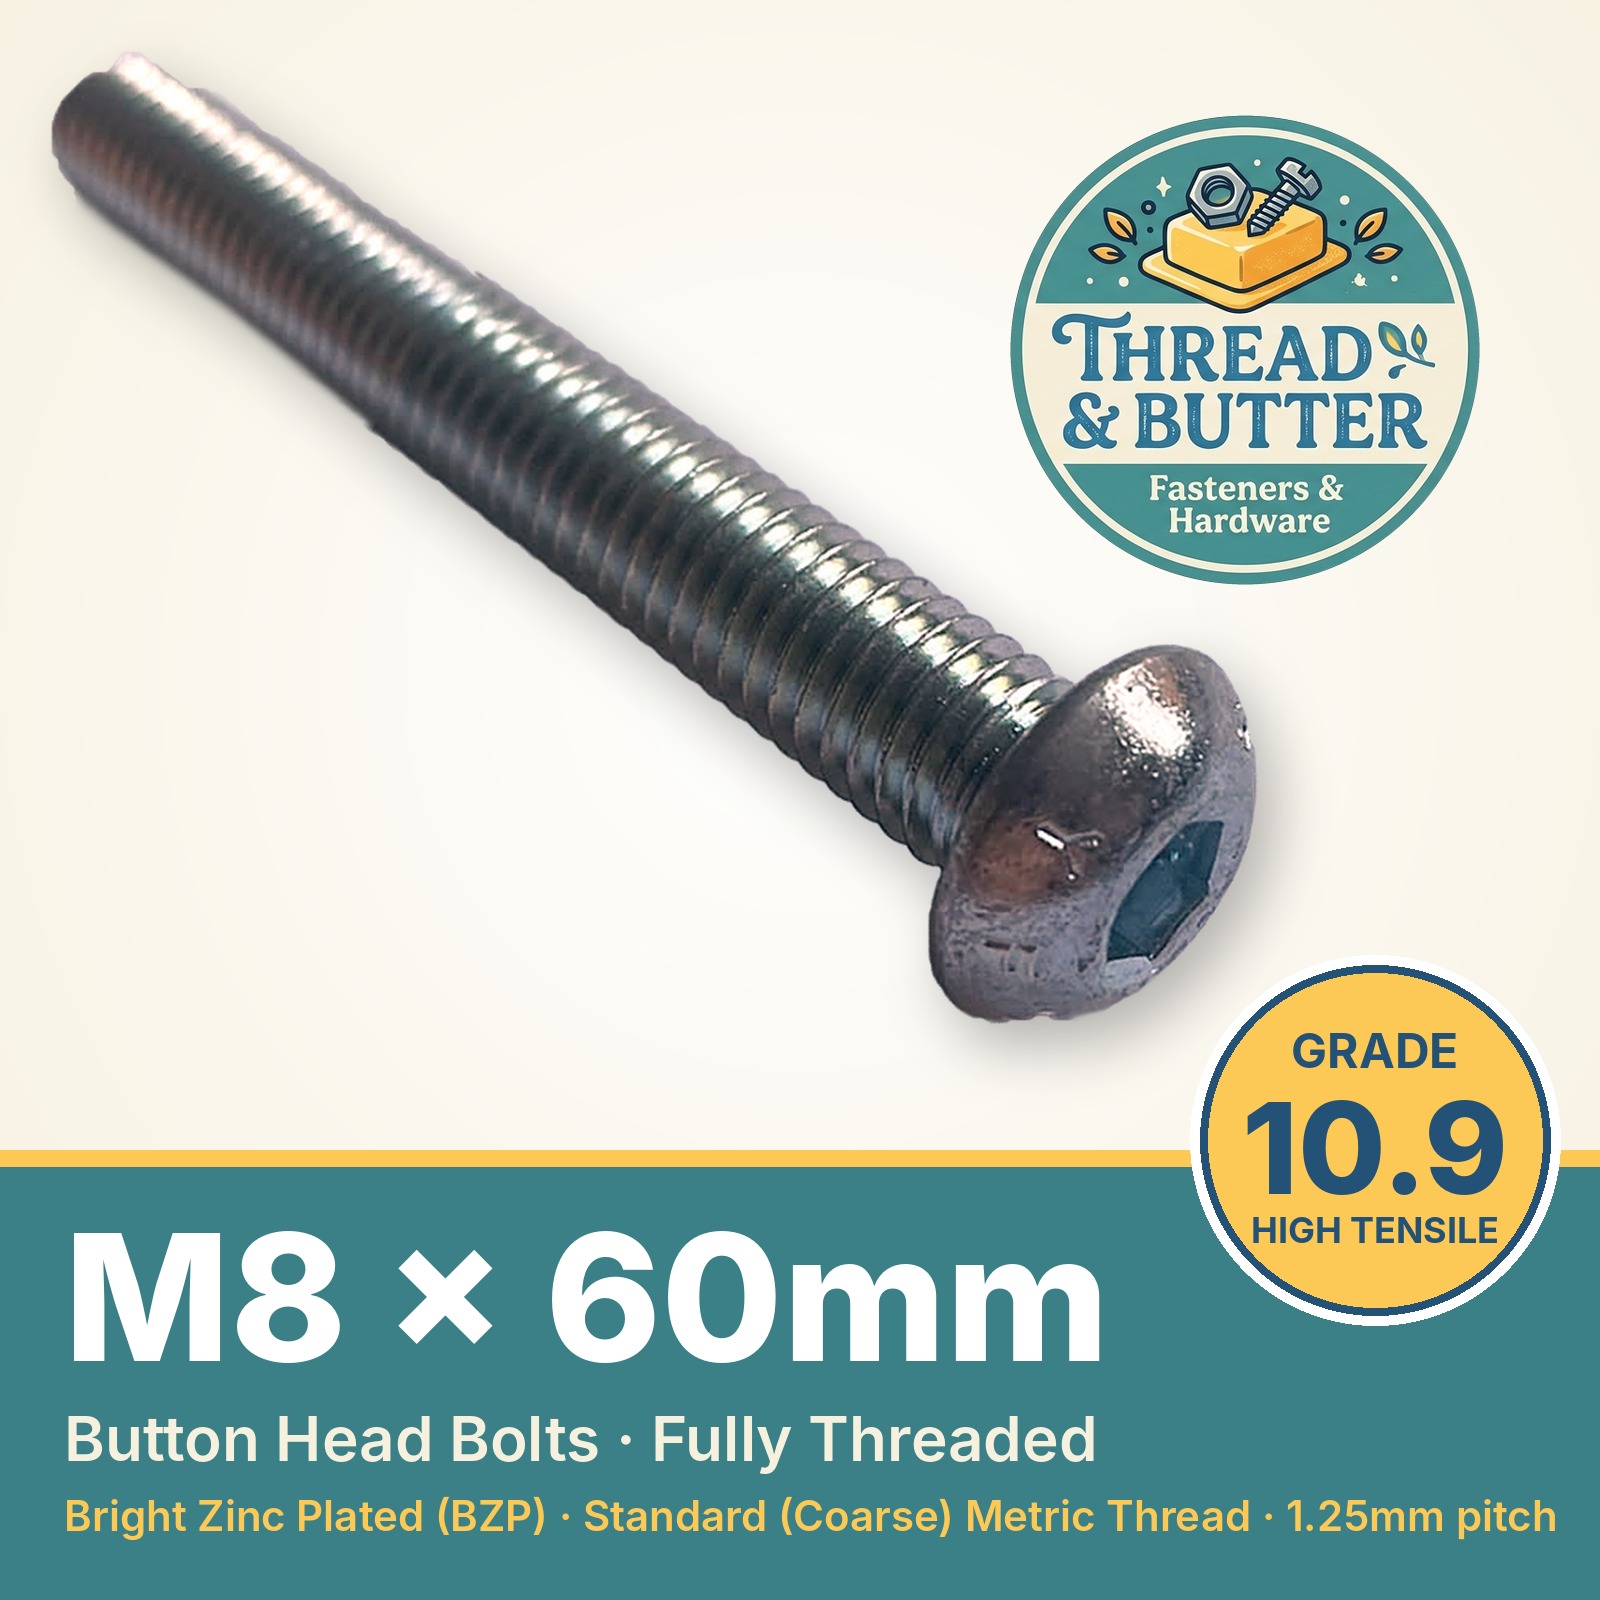 THREAD
& BUTTER
Fasteners &
Hardware
GRADE
10.9
HIGH TENSILE
M8 × 60mm
Button Head Bolts · Fully Threaded
Bright Zinc Plated (BZP) · Standard (Coarse) Metric Thread · 1.25mm pitch